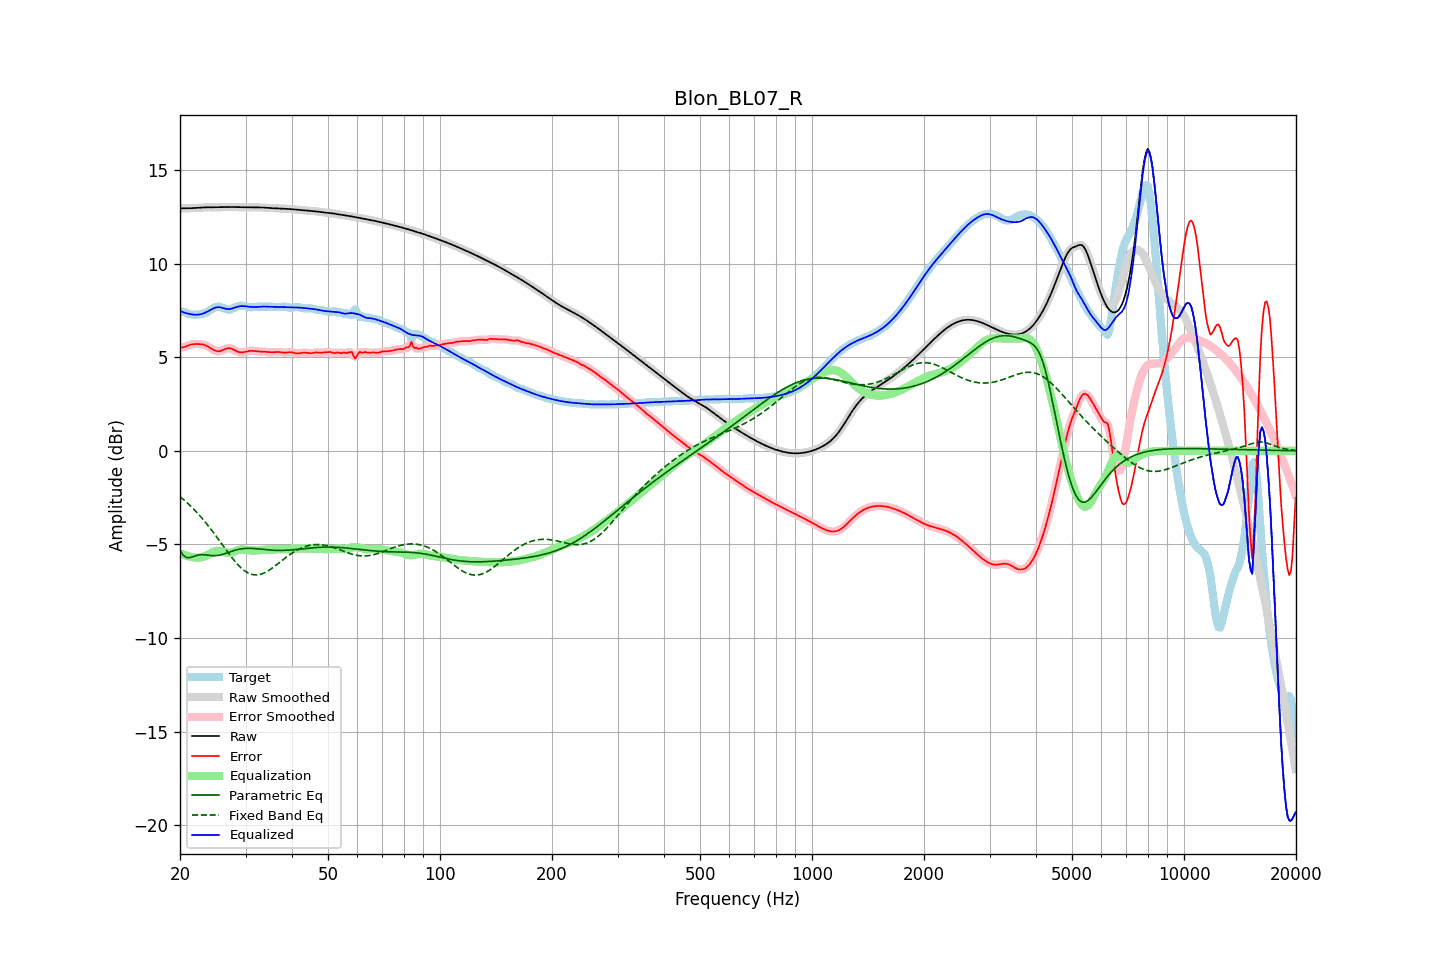 Blon_BL07_R
Amplitude (dBr)
15
10
5
0
−5
−10
−15
−20
Target
Raw Smoothed
Error Smoothed
Raw
Error
Equalization
Parametric Eq
Fixed Band Eq
Equalized
20 50 100 200 500 1000 2000 5000 10000 20000
Frequency (Hz)